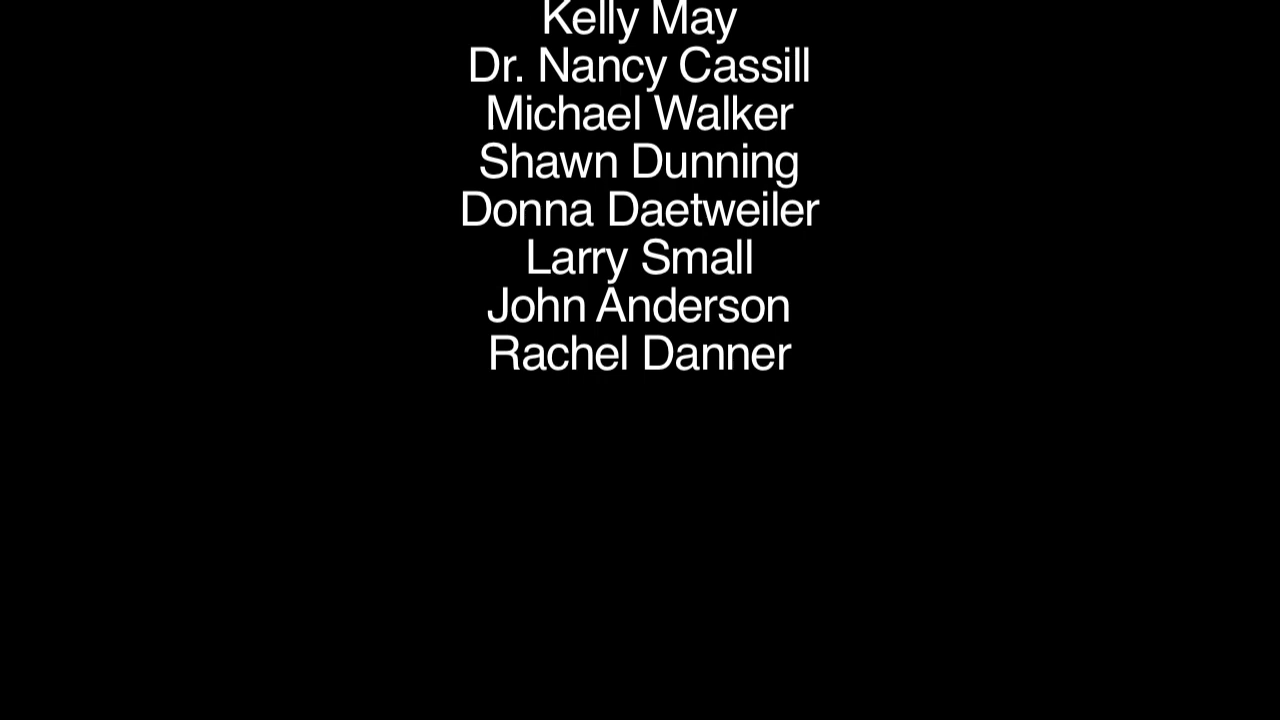 Kelly May
Dr. Nancy Cassill
Michael Walker
Shawn Dunning
Donna Daetweiler
Larry Small
John Anderson
Rachel Danner